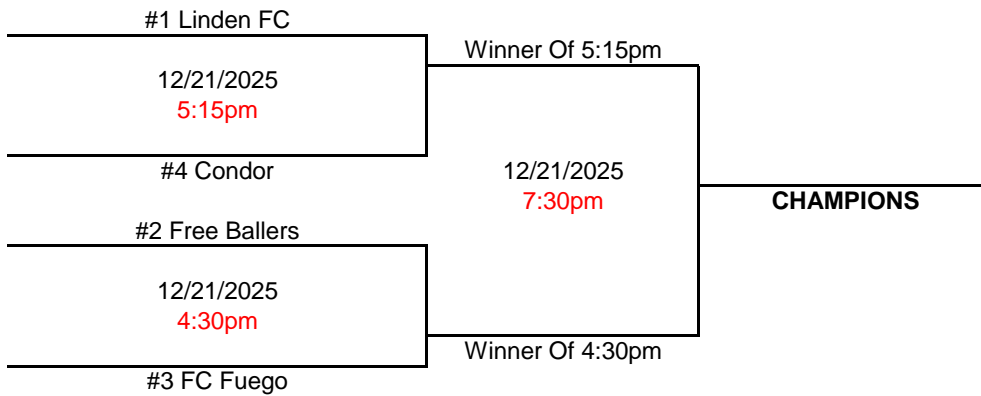 #1 Linden FC
Winner Of 5:15pm
12/21/2025
5:15pm
#4 Condor
12/21/2025
7:30pm
CHAMPIONS
#2 Free Ballers
12/21/2025
4:30pm
Winner Of 4:30pm
#3 FC Fuego